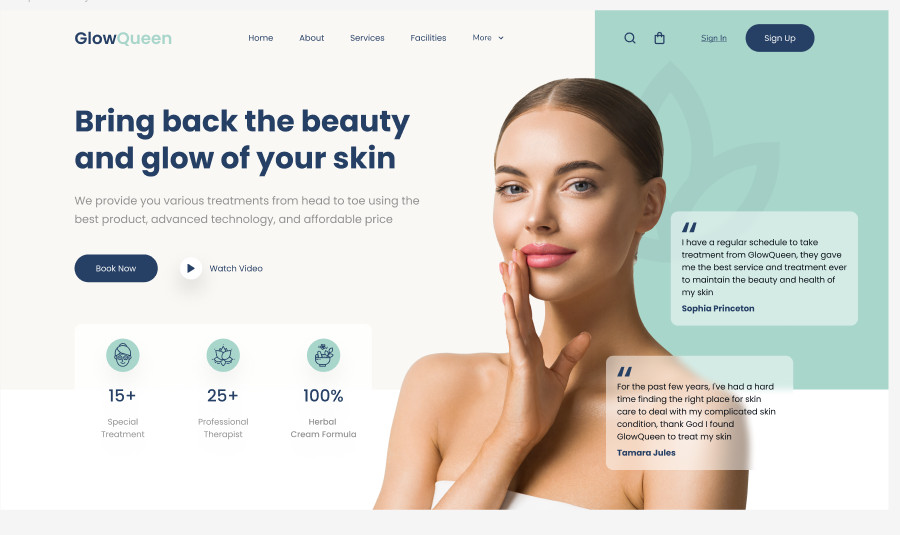 GlowQueen
Home
About
Services
Facilities
More
Sign In
Sign Up
Bring back the beauty
and glow of your skin
We provide you various treatments from head to toe using the
best product, advanced technology, and affordable price
Book Now
Watch Video
I have a regular schedule to take
treatment from GlowQueen, they gave
me the best service and treatment ever
to maintain the beauty and health of
my skin
Sophia Princeton
15+
Special
Treatment
25+
Professional
Therapist
100%
Herbal
Cream Formula
For the past few years, I've had a hard
time finding the right place for skin
care to deal with my complicated skin
condition, thank God I found
GlowQueen to treat my skin
Tamara Jules